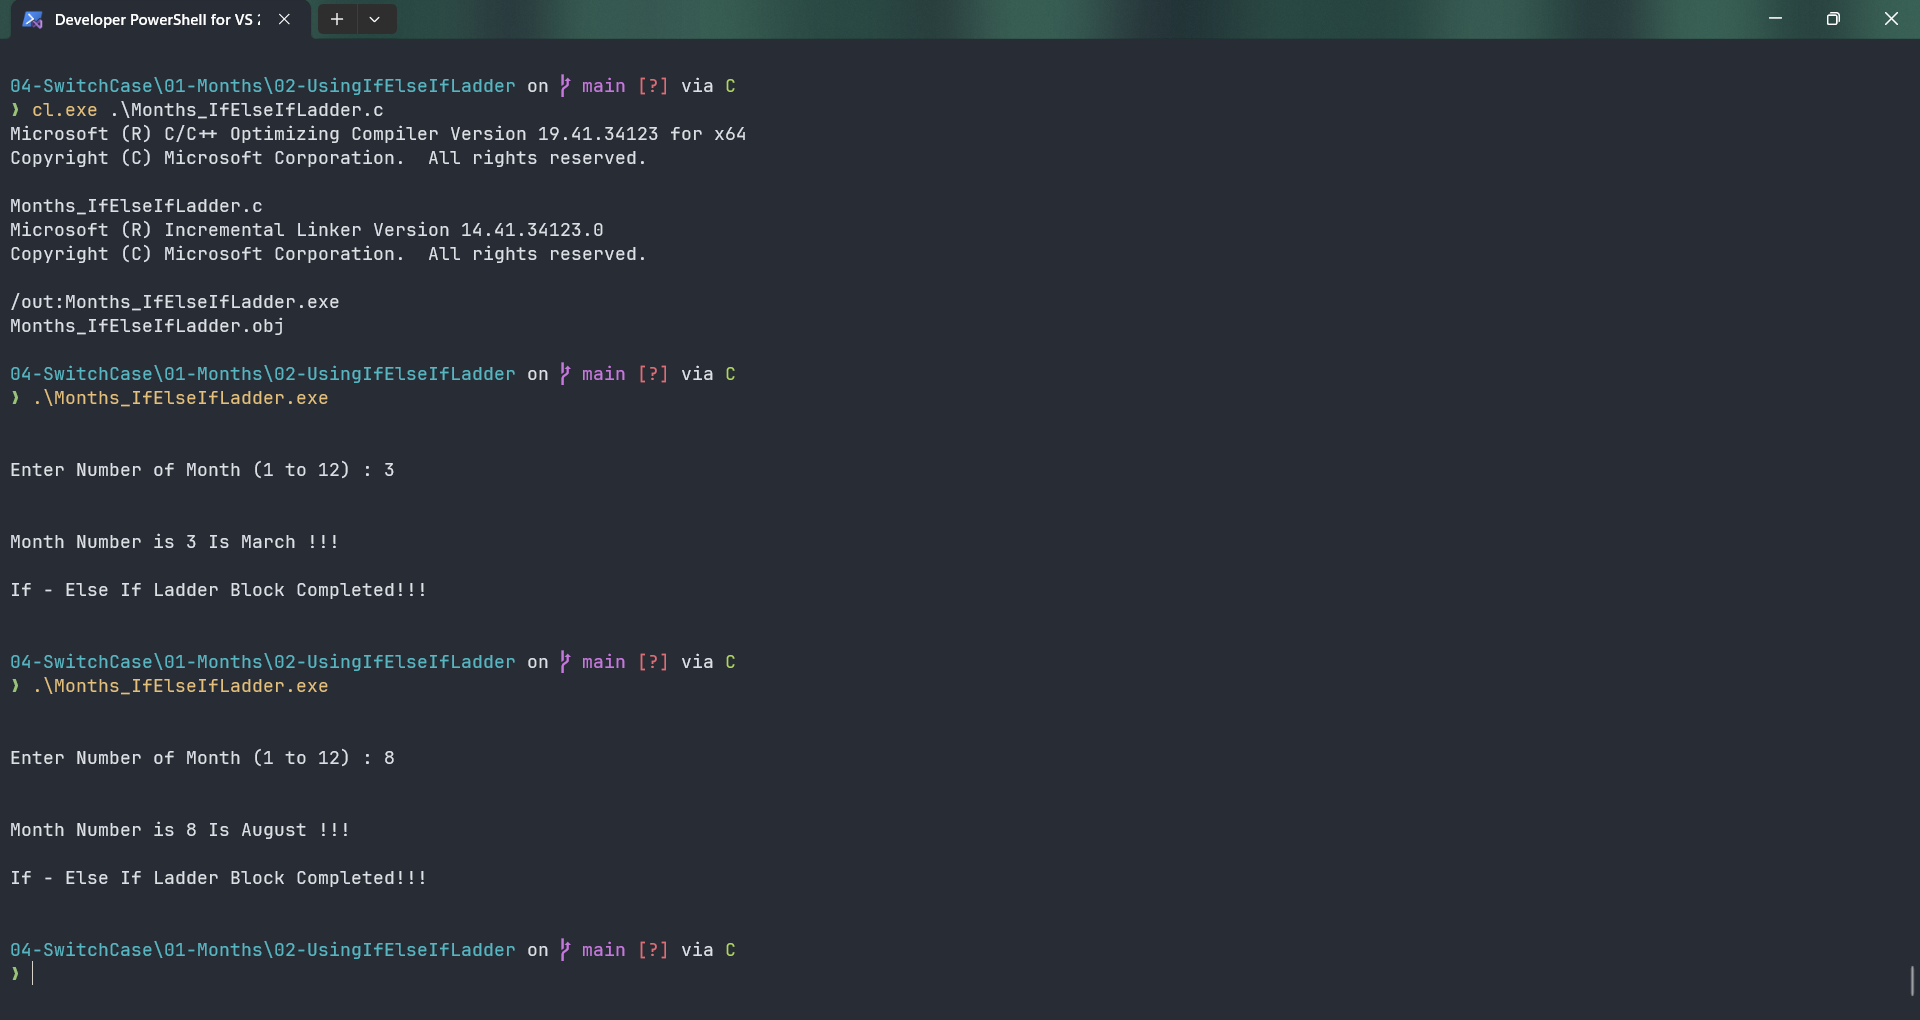 Developer PowerShell for VS 2
04-SwitchCase\01-Months\02-UsingIfElseIfLadder on main [?] via C
❯ cl.exe .\Months_IfElseIfLadder.c
Microsoft (R) C/C++ Optimizing Compiler Version 19.41.34123 for x64
Copyright (C) Microsoft Corporation.  All rights reserved.
Months_IfElseIfLadder.c
Microsoft (R) Incremental Linker Version 14.41.34123.0
Copyright (C) Microsoft Corporation.  All rights reserved.
/out:Months_IfElseIfLadder.exe
Months_IfElseIfLadder.obj
04-SwitchCase\01-Months\02-UsingIfElseIfLadder on main [?] via C
❯ .\Months_IfElseIfLadder.exe
Enter Number of Month (1 to 12) : 3
Month Number is 3 Is March !!!
If - Else If Ladder Block Completed!!!
04-SwitchCase\01-Months\02-UsingIfElseIfLadder on main [?] via C
❯ .\Months_IfElseIfLadder.exe
Enter Number of Month (1 to 12) : 8
Month Number is 8 Is August !!!
If - Else If Ladder Block Completed!!!
04-SwitchCase\01-Months\02-UsingIfElseIfLadder on main [?] via C
❯